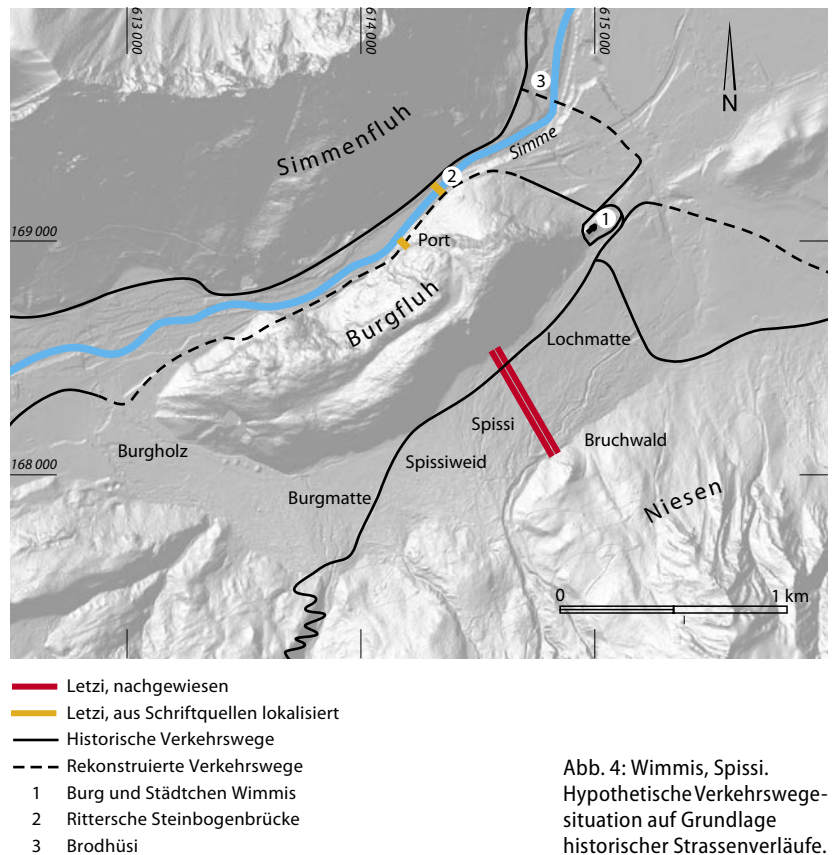 613 000
614 000
615 000
3
N
Simmenfluh
Simme
2
1
169 000
Port
Burgfluh
Lochmatte
Spissi
Bruchwald
Burgholz
Spissiweid
168 000
Burgmatte
Niesen
0 1 km
Letzi, nachgewiesen
Letzi, aus Schriftquellen lokalisiert
Historische Verkehrswege
Rekonstruierte Verkehrswege
1 Burg und Städtchen Wimmis
2 Rittersche Steinbogenbrücke
3 Brodhüsi
Abb. 4: Wimmis, Spissi.
Hypothetische Verkehrswege-
situation auf Grundlage
historischer Strassenverläufe.